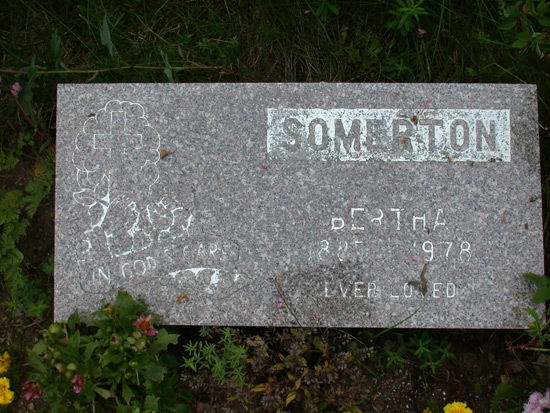 SOMERTON
BERTHA
1978
IN GOD'S CARE
EVER LOVED